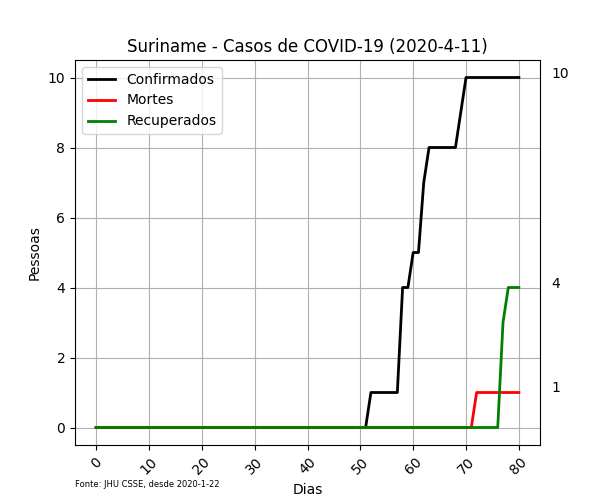 Suriname - Casos de COVID-19 (2020-4-11)
Confirmados
Mortes
Recuperados
10
8
6
4
2
0
Pessoas
10
4
1
0 10 20 30 40 50 60 70 80
Dias
Fonte: JHU CSSE, desde 2020-1-22